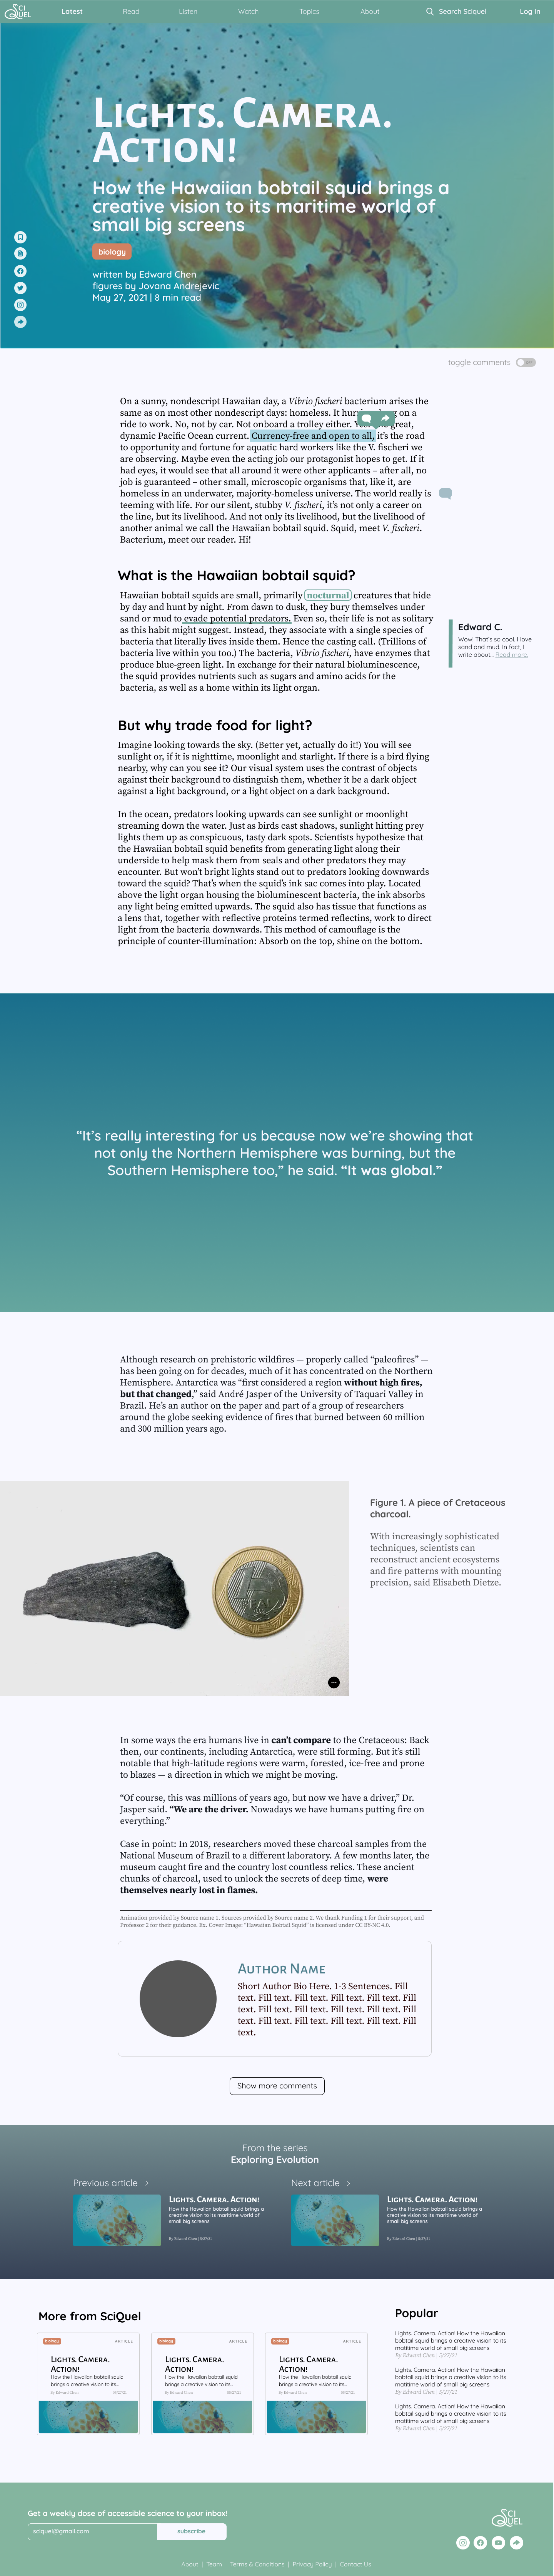 SCI
QUEL
Latest
Read
Listen
Watch
Topics
About
Search Sciquel
Log In
Lights. Camera.
Action!
How the Hawaiian bobtail squid brings a
creative vision to its maritime world of
small big screens
biology
written by Edward Chen
figures by Jovana Andrejevic
May 27, 2021 | 8 min read
toggle comments
On a sunny, nondescript Hawaiian day, a Vibrio fischeri bacterium arises the
same as on most other nondescript days: homeless. It hur on a
ride to work. No, not by car. Not around a trolley either. eat,
dynamic Pacific Ocean current. Currency-free and open to all, it's the road
to opportunity and fortune for aquatic hard workers like the V. fischeri we
're observing. Maybe even the acting job our protagonist hopes to get. If it
had eyes, it would see that all around it were other applicants – after all, no
job is guaranteed – other small, microscopic organisms that, like it, are
homeless in an underwater, majority-homeless universe. The world really is
teeming with life. For our silent, stubby V. fischeri, it's not only a career on
the line, but its livelihood. And not only its livelihood, but the livelihood of
another animal we call the Hawaiian bobtail squid. Squid, meet V. fischeri.
Bacterium, meet our reader. Hi!
What is the Hawaiian bobtail squid?
Hawaiian bobtail squids are small, primarily nocturnal creatures that hide
by day and hunt by night. From dawn to dusk, they bury themselves under
sand or mud to evade potential predators. Even so, their life isn't as solitary
as this habit might suggest. Instead, they associate with a single species of
bacteria that literally live in them. Hence the casting call. (Trillions of
bacteria live within you too.) The bacteria, Vibrio fischeri, have enzymes that
produce blue-green light. In exchange for their natural bioluminescence,
the squid provides nutrients such as sugars and amino acids for the
bacteria, as well as a home within its light organ.
Edward C.
Wow! That's so cool. I love
sand and mud. In fact, I
write about... Read more.
But why trade food for light?
Imagine looking towards the sky. (Better yet, actually do it!) You will see
sunlight or, if it is nighttime, moonlight and starlight. If there is a bird flying
nearby, why can you see it? Our visual system uses the contrast of objects
against their background to distinguish them, whether it be a dark object
against a light background, or a light object on a dark background.
In the ocean, predators looking upwards can see sunlight or moonlight
streaming down the water. Just as birds cast shadows, sunlight hitting prey
lights them up as conspicuous, tasty dark spots. Scientists hypothesize that
the Hawaiian bobtail squid benefits from generating light along their
underside to help mask them from seals and other predators they may
encounter. But won't bright lights stand out to predators looking downwards
toward the squid? That's when the squid's ink sac comes into play. Located
above the light organ housing the bioluminescent bacteria, the ink absorbs
any light being emitted upwards. The squid also has tissue that functions as
a lens that, together with reflective proteins termed reflectins, work to direct
light from the bacteria downwards. This method of camouflage is the
principle of counter-illumination: Absorb on the top, shine on the bottom.
“It's really interesting for us because now we're showing that
not only the Northern Hemisphere was burning, but the
Southern Hemisphere too,” he said. “It was global.”
Although research on prehistoric wildfires — properly called “paleofires” —
has been going on for decades, much of it has concentrated on the Northern
Hemisphere. Antarctica was “first considered a region without high fires,
but that changed,” said André Jasper of the University of Taquari Valley in
Brazil. He's an author on the paper and part of a group of researchers
around the globe seeking evidence of fires that burned between 60 million
and 300 million years ago.
Figure 1. A piece of Cretaceous
charcoal.
With increasingly sophisticated
techniques, scientists can
reconstruct ancient ecosystems
and fire patterns with mounting
precision, said Elisabeth Dietze.
In some ways the era humans live in can't compare to the Cretaceous: Back
then, our continents, including Antarctica, were still forming. But it's still
notable that high-latitude regions were warm, forested, ice-free and prone
to blazes — a direction in which we might be moving.
“Of course, this was millions of years ago, but now we have a driver,” Dr.
Jasper said. “We are the driver. Nowadays we have humans putting fire on
everything.”
Case in point: In 2018, researchers moved these charcoal samples from the
National Museum of Brazil to a different laboratory. A few months later, the
museum caught fire and the country lost countless relics. These ancient
chunks of charcoal, used to unlock the secrets of deep time, were
themselves nearly lost in flames.
Animation provided by Source name 1. Sources provided by Source name 2. We thank Funding 1 for their support, and
Professor 2 for their guidance. Ex. Cover Image: “Hawaiian Bobtail Squid” is licensed under CC BY-NC 4.0.
Author Name
Short Author Bio Here. 1-3 Sentences. Fill
text. Fill text. Fill text. Fill text. Fill text. Fill
text. Fill text. Fill text. Fill text. Fill text. Fill
text. Fill text. Fill text. Fill text. Fill text. Fill
text.
Show more comments
From the series
Exploring Evolution
Previous article
Next article
Lights. Camera. Action!
How the Hawaiian bobtail squid brings a
creative vision to its maritime world of
small big screens
By Edward Chen | 5/27/21
Lights. Camera. Action!
How the Hawaiian bobtail squid brings a
creative vision to its maritime world of
small big screens
By Edward Chen | 5/27/21
More from SciQuel
biology
ARTICLE
Lights. Camera.
Action!
How the Hawaiian bobtail squid
brings a creative vision to its...
By Edward Chen
05/27/21
biology
ARTICLE
Lights. Camera.
Action!
How the Hawaiian bobtail squid
brings a creative vision to its...
By Edward Chen
05/27/21
biology
ARTICLE
Lights. Camera.
Action!
How the Hawaiian bobtail squid
brings a creative vision to its...
By Edward Chen
05/27/21
Popular
Lights. Camera. Action! How the Hawaiian
bobtail squid brings a creative vision to its
matitime world of small big screens
By Edward Chen | 5/27/21
Lights. Camera. Action! How the Hawaiian
bobtail squid brings a creative vision to its
matitime world of small big screens
By Edward Chen | 5/27/21
Lights. Camera. Action! How the Hawaiian
bobtail squid brings a creative vision to its
matitime world of small big screens
By Edward Chen | 5/27/21
Get a weekly dose of accessible science to your inbox!
sciquel@gmail.com
subscribe
SCI
QUEL
About | Team | Terms & Conditions | Privacy Policy | Contact Us